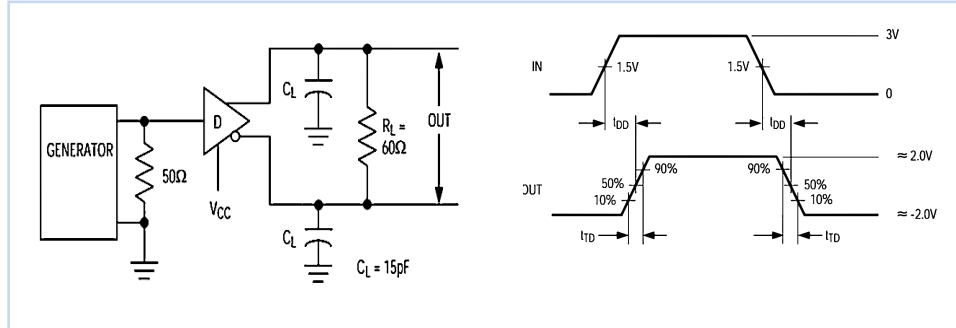 GENERATOR
50Ω
D
VCC
CL
CL
RL =
60Ω
OUT
CL = 15pF
IN
3V
1.5V
1.5V
0
tDD
tDD
OUT
≈ 2.0V
90%
90%
50%
50%
10%
10%
≈ -2.0V
tTD
tTD